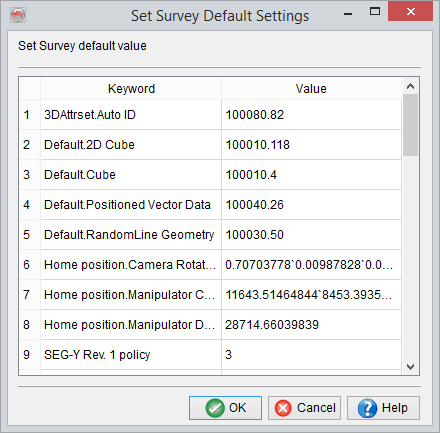 Set Survey Default Settings
Set Survey default value
Keyword Value
1 3DAttrset.Auto ID 100080.82
2 Default.2D Cube 100010.118
3 Default.Cube 100010.4
4 Default.Positioned Vector Data 100040.26
5 Default.RandomLine Geometry 100030.50
6 Home position.Camera Rotat... 0.70703778`0.00987828`0.0...
7 Home position.Manipulator C... 11643.51464844`8453.3935...
8 Home position.Manipulator D... 28714.66039839
9 SEG-Y Rev. 1 policy 3
OK Cancel Help